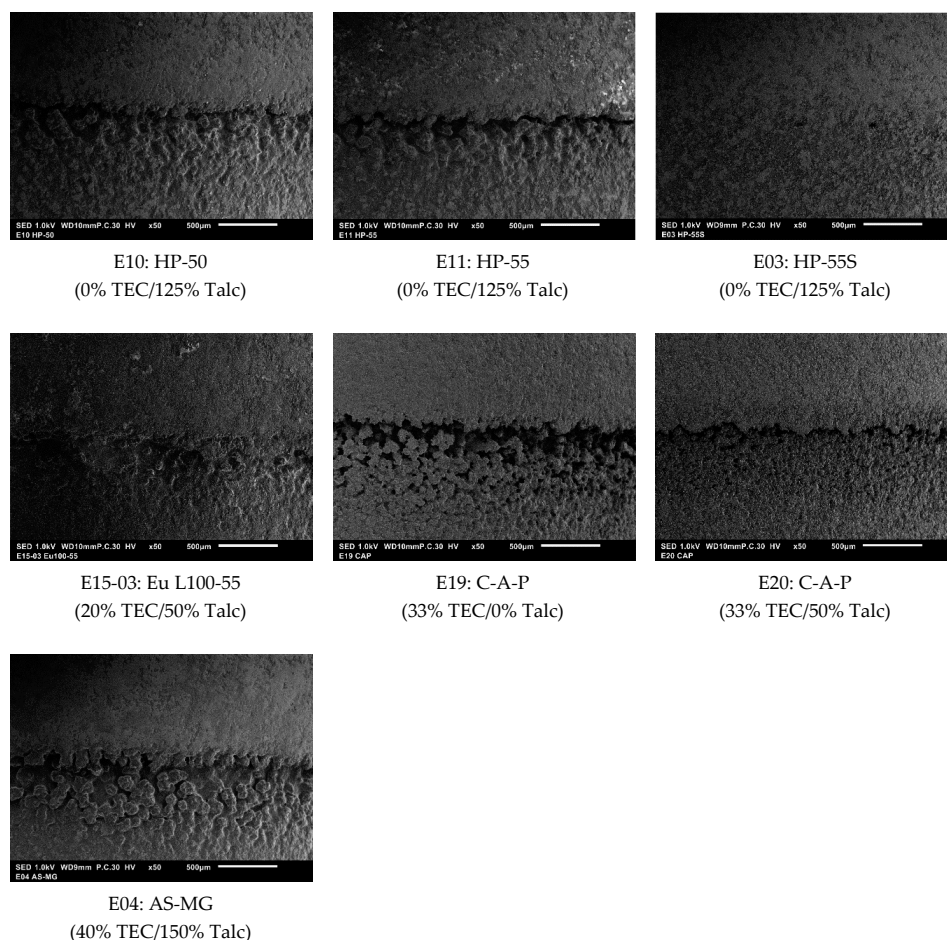 SED 1.0kV WD10mmP.C.30 HV x50 500µm
E10 HP-50
SED 1.0kV WD10mmP.C.30 HV x50 500µm
E11 HP-55
SED 1.0kV WD9mm P.C.30 HV x50 500µm
E03 HP-55S
E10: HP-50
(0% TEC/125% Talc)
E11: HP-55
(0% TEC/125% Talc)
E03: HP-55S
(0% TEC/125% Talc)
SED 1.0kV WD10mmP.C.30 HV x50 500µm
E15-03 Eu100-55
SED 1.0kV WD10mmP.C.30 HV x50 500µm
E19 CAP
SED 1.0kV WD10mmP.C.30 HV x50 500µm
E20 CAP
E15-03: Eu L100-55
(20% TEC/50% Talc)
E19: C-A-P
(33% TEC/0% Talc)
E20: C-A-P
(33% TEC/50% Talc)
SED 1.0kV WD9mm P.C.30 HV x50 500µm
E04 AS-MG
E04: AS-MG
(40% TEC/150% Talc)